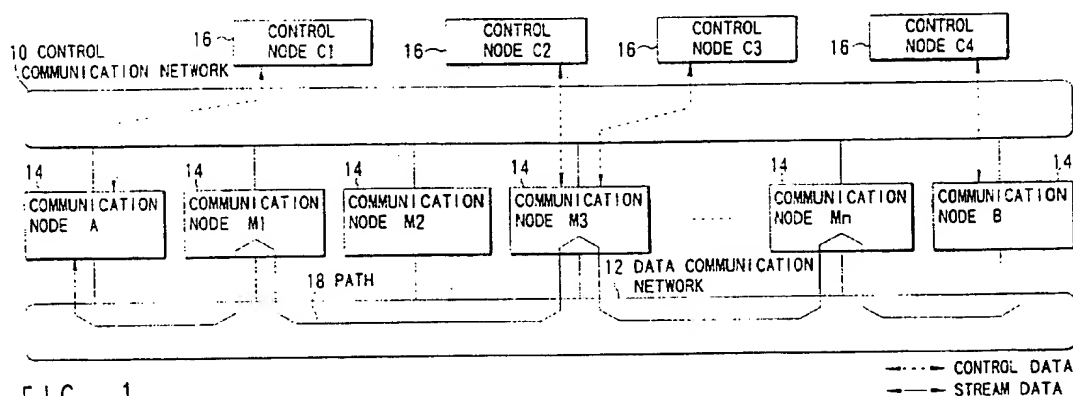 10 CONTROL
COMMUNICATION NETWORK
16
CONTROL
NODE C1
16
CONTROL
NODE C2
16
CONTROL
NODE C3
16
CONTROL
NODE C4
14
COMMUNICATION
NODE A
14
COMMUNICATION
NODE M1
14
COMMUNICATION
NODE M2
14
COMMUNICATION
NODE M3
14
COMMUNICATION
NODE Mn
14
COMMUNICATION
NODE B
18 PATH
12 DATA COMMUNICATION
NETWORK
CONTROL DATA
STREAM DATA
FIG. 1